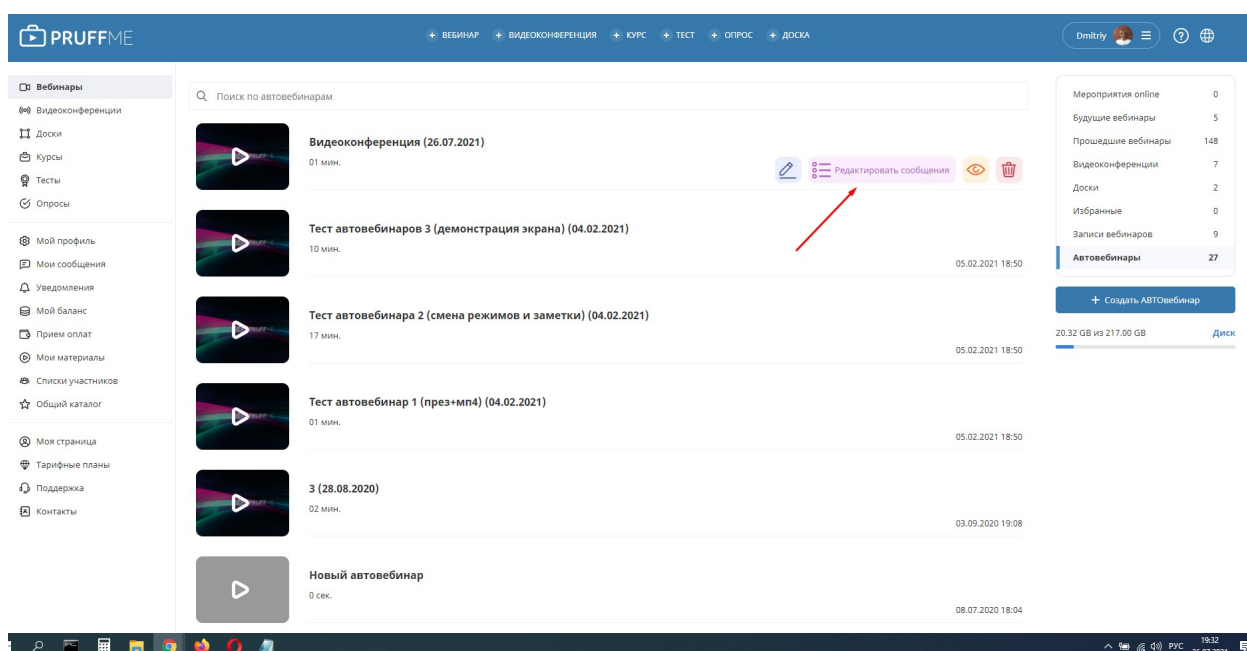 PRUFFME
+ ВЕБИНАР + ВИДЕОКОНФЕРЕНЦИЯ + КУРС + ТЕСТ + ОПРОС + ДОСКА
Dmitriy
Вебинары
Видеоконференции
Доски
Курсы
Тесты
Опросы
Мой профиль
Мои сообщения
Уведомления
Мой баланс
Прием оплат
Мои материалы
Списки участников
Общий каталог
Моя страница
Тарифные планы
Поддержка
Контакты
Поиск по автовебинарам
Видеоконференция (26.07.2021)
01 мин.
Редактировать сообщения
Тест автовебинаров 3 (демонстрация экрана) (04.02.2021)
10 мин.
05.02.2021 18:50
Тест автовебинара 2 (смена режимов и заметки) (04.02.2021)
17 мин.
05.02.2021 18:50
Тест автовебинар 1 (през+мп4) (04.02.2021)
01 мин.
05.02.2021 18:50
3 (28.08.2020)
02 мин.
03.09.2020 19:08
Новый автовебинар
0 сек.
08.07.2020 18:04
Мероприятия online 0
Будущие вебинары 5
Прошедшие вебинары 148
Видеоконференции 7
Доски 2
Избранные 0
Записи вебинаров 9
Автовебинары 27
+ Создать АВТОвебинар
20.32 GB из 217.00 GB Диск
РУС
19:32